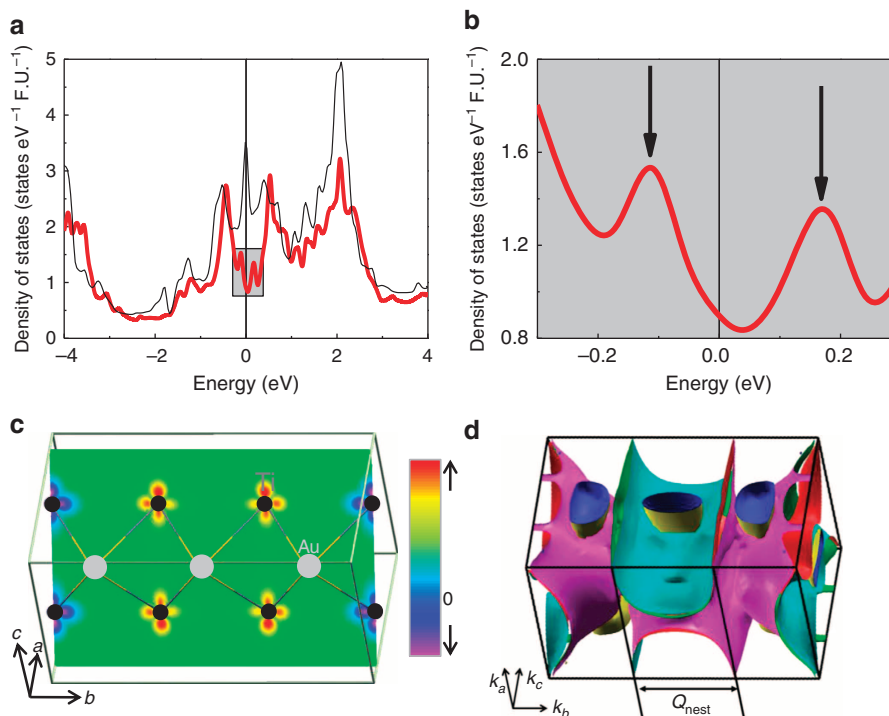 a
Density of states (states eV⁻¹ F.U.⁻¹)
5
4
3
2
1
0
−4
−2
0
2
4
Energy (eV)
b
Density of states (states eV⁻¹ F.U.⁻¹)
2.0
1.6
1.2
0.8
−0.2
0.0
0.2
Energy (eV)
c
Ti
Au
0
c
a
b
d
k_a
k_c
k_b
Q_nest